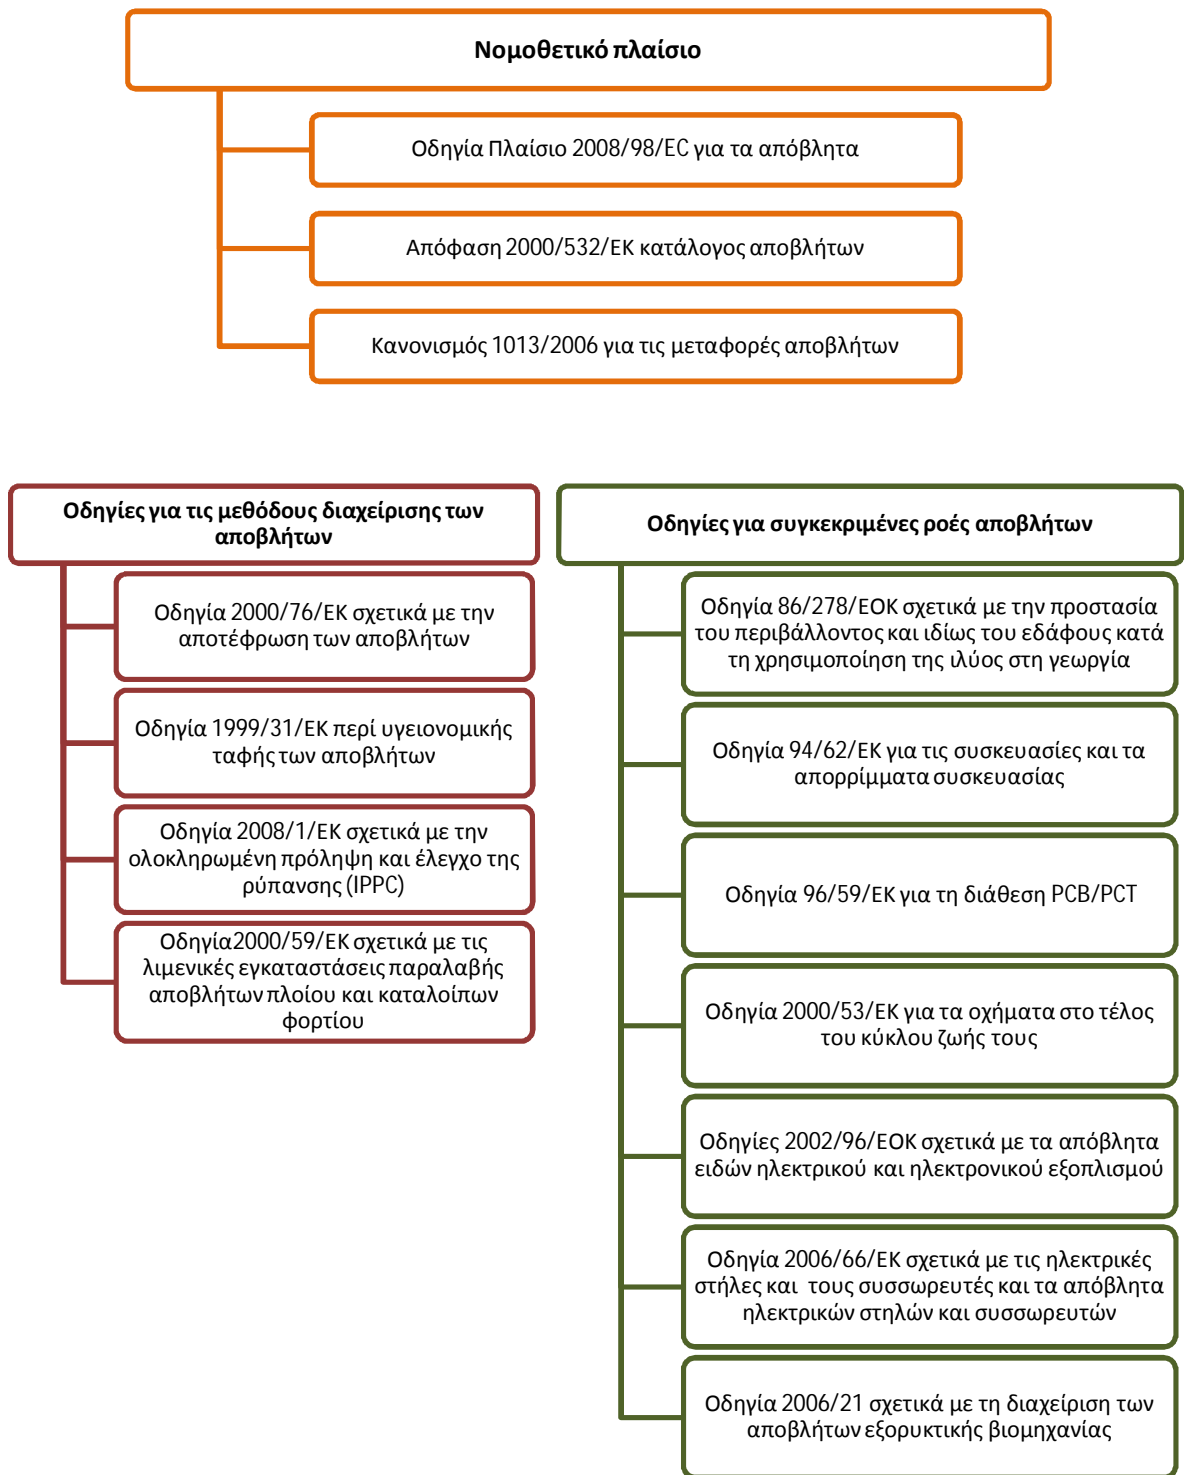 Νομοθετικό πλαίσιο
Οδηγία Πλαίσιο 2008/98/EC για τα απόβλητα
Απόφαση 2000/532/ΕΚ κατάλογος αποβλήτων
Κανονισμός 1013/2006 για τις μεταφορές αποβλήτων
Οδηγίες για τις μεθόδους διαχείρισης των
αποβλήτων
Οδηγία 2000/76/ΕΚ σχετικά με την
αποτέφρωση των αποβλήτων
Οδηγία 1999/31/ΕΚ περί υγειονομικής
ταφής των αποβλήτων
Οδηγία 2008/1/ΕΚ σχετικά με την
ολοκληρωμένη πρόληψη και έλεγχο της
ρύπανσης (IPPC)
Οδηγία2000/59/ΕΚ σχετικά με τις
λιμενικές εγκαταστάσεις παραλαβής
αποβλήτων πλοίου και καταλοίπων
φορτίου
Οδηγίες για συγκεκριμένες ροές αποβλήτων
Οδηγία 86/278/ΕΟΚ σχετικά με την προστασία
του περιβάλλοντος και ιδίως του εδάφους κατά
τη χρησιμοποίηση της ιλύος στη γεωργία
Οδηγία 94/62/ΕΚ για τις συσκευασίες και τα
απορρίμματα συσκευασίας
Οδηγία 96/59/ΕΚ για τη διάθεση PCB/PCT
Οδηγία 2000/53/ΕΚ για τα οχήματα στο τέλος
του κύκλου ζωής τους
Οδηγίες 2002/96/ΕΟΚ σχετικά με τα απόβλητα
ειδών ηλεκτρικού και ηλεκτρονικού εξοπλισμού
Οδηγία 2006/66/ΕΚ σχετικά με τις ηλεκτρικές
στήλες και τους συσσωρευτές και τα απόβλητα
ηλεκτρικών στηλών και συσσωρευτών
Οδηγία 2006/21 σχετικά με τη διαχείριση των
αποβλήτων εξορυκτικής βιομηχανίας